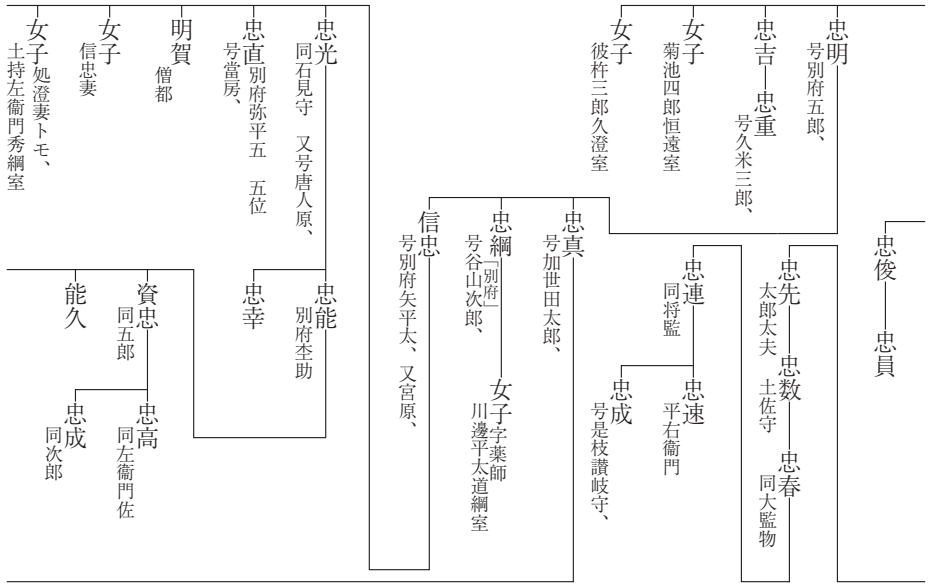 忠俊
忠員
忠明
号別府五郎、
忠吉
忠重
号久米三郎、
女子
菊池四郎恒遠室
女子
彼杵三郎久澄室
忠先
太郎太夫
忠数
土佐守
忠春
同大監物
忠連
同将監
忠速
平右衞門
忠成
号是枝讃岐守、
忠真
号加世田太郎、
忠綱
「別府」
号谷山次郎、
女子
字薬師
川邊平太道綱室
信忠
号別府矢平太、又宮原、
忠光
同石見守 又号唐人原、
忠能
別府杢助
忠幸
忠直
別府弥平五 五位
号當房、
明賀
僧都
女子
信忠妻
女子
処澄妻トモ、
土持左衞門秀綱室
資忠
同五郎
忠高
同左衞門佐
忠成
同次郎
能久